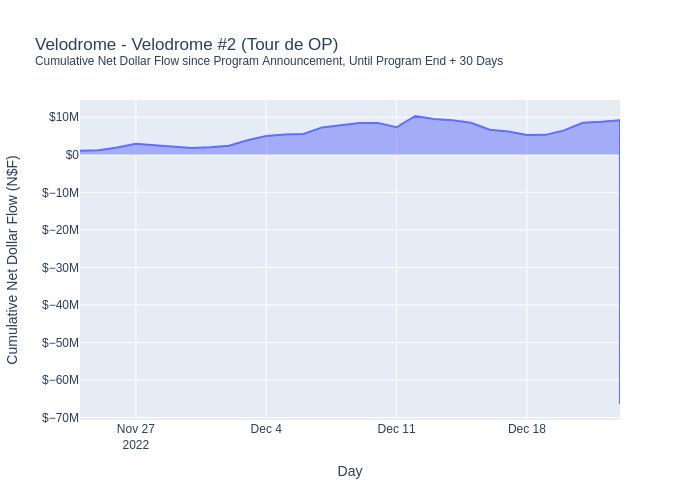 Velodrome - Velodrome #2 (Tour de OP)
Cumulative Net Dollar Flow since Program Announcement, Until Program End + 30 Days
Cumulative Net Dollar Flow (N$F)
$10M
$0
$−10M
$−20M
$−30M
$−40M
$−50M
$−60M
$−70M
Nov 27
2022
Dec 4
Dec 11
Dec 18
Day